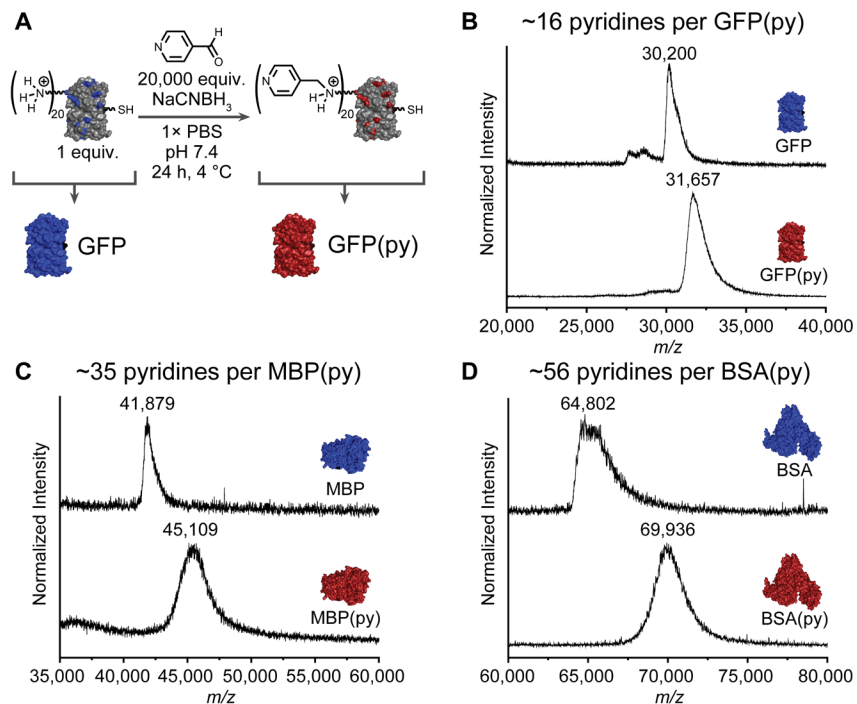 A
N
H
O
20,000 equiv.
NaCNBH3
1× PBS
pH 7.4
24 h, 4 °C
H
N
H
H
⊕
20
SH
1 equiv.
N
N
H
H
⊕
20
SH
GFP
GFP(py)
B ~16 pyridines per GFP(py)
30,200
GFP
31,657
GFP(py)
Normalized Intensity
20,000 25,000 30,000 35,000 40,000
m/z
C ~35 pyridines per MBP(py)
41,879
MBP
45,109
MBP(py)
Normalized Intensity
35,000 40,000 45,000 50,000 55,000 60,000
m/z
D ~56 pyridines per BSA(py)
64,802
BSA
69,936
BSA(py)
Normalized Intensity
60,000 65,000 70,000 75,000 80,000
m/z